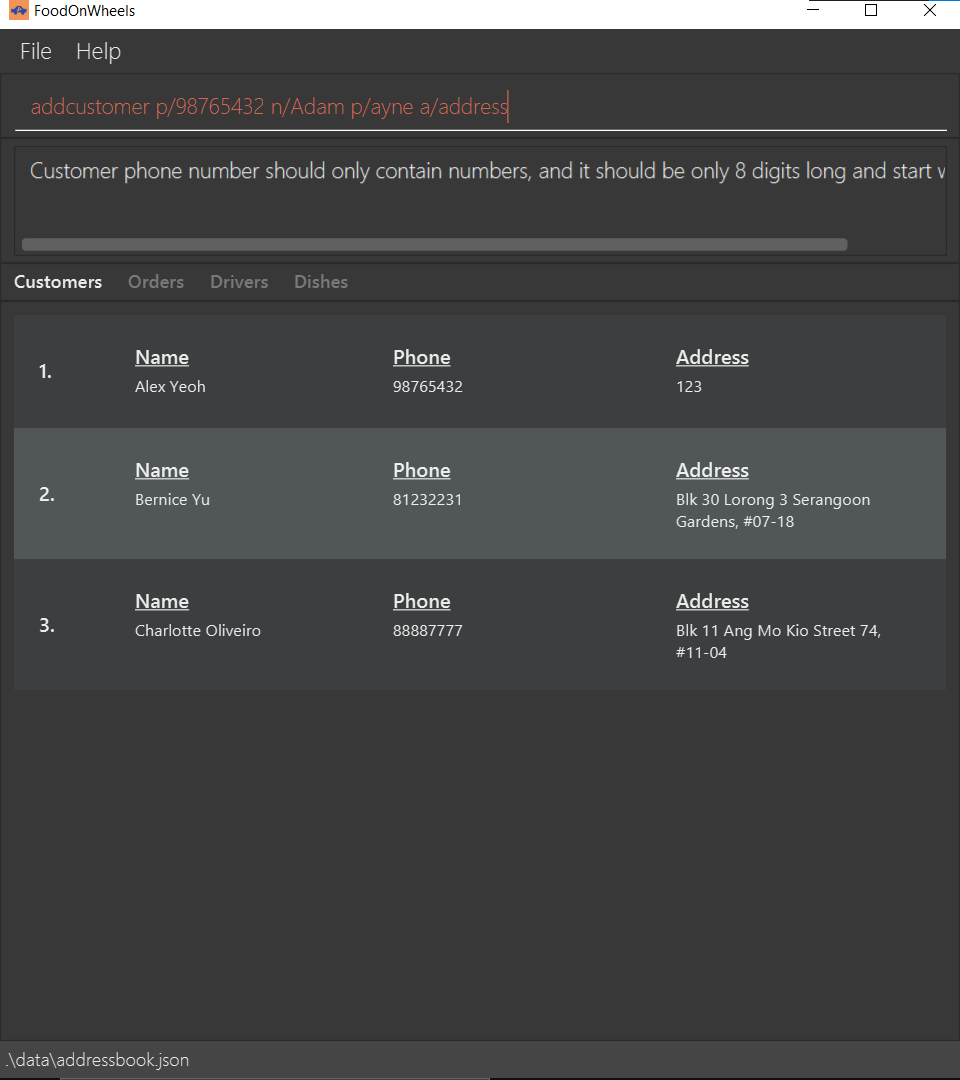 FoodOnWheels
File Help
addcustomer p/98765432 n/Adam p/ayne a/address
Customer phone number should only contain numbers, and it should be only 8 digits long and start
Customers Orders Drivers Dishes
1.
Name Phone Address
Alex Yeoh 98765432 123
2.
Name Phone Address
Bernice Yu 81232231 Blk 30 Lorong 3 Serangoon
Gardens, #07-18
3.
Name Phone Address
Charlotte Oliveiro 88887777 Blk 11 Ang Mo Kio Street 74,
#11-04
.\data\addressbook.json